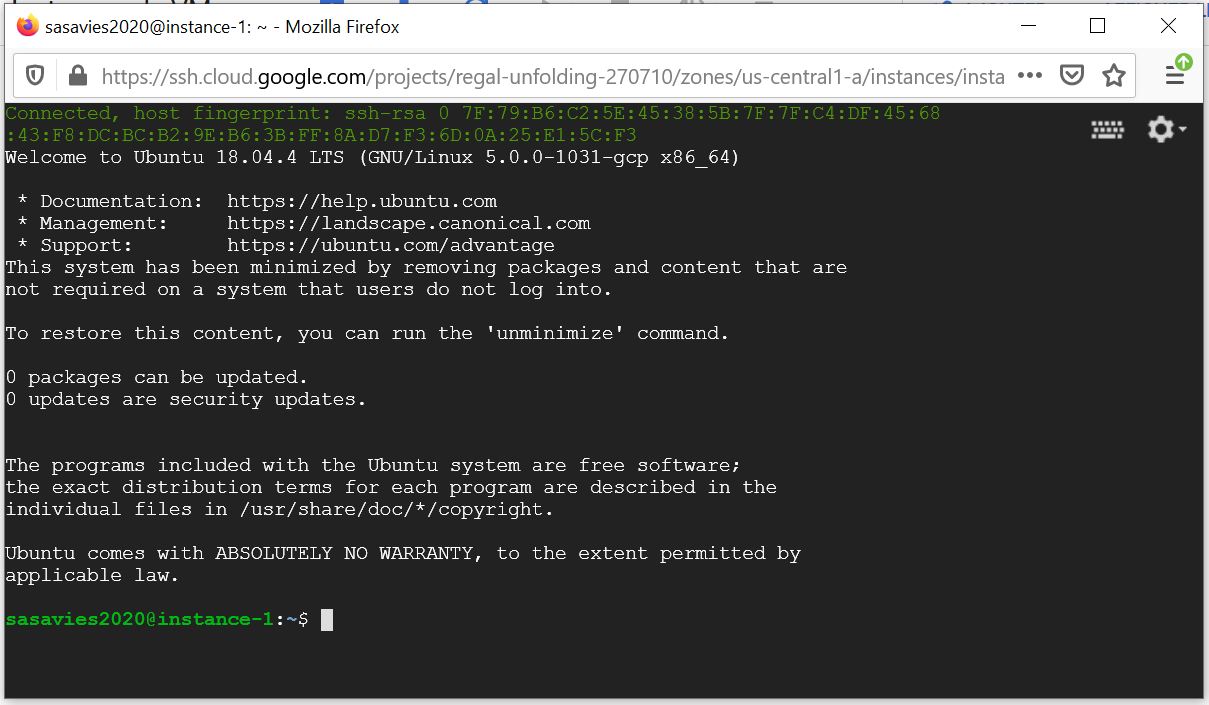 sasavies2020@instance-1: ~ - Mozilla Firefox
https://ssh.cloud.google.com/projects/regal-unfolding-270710/zones/us-central1-a/instances/insta
Connected, host fingerprint: ssh-rsa 0 7F:79:B6:C2:5E:45:38:5B:7F:7F:C4:DF:45:68
:43:F8:DC:BC:B2:9E:B6:3B:FF:8A:D7:F3:6D:0A:25:E1:5C:F3
Welcome to Ubuntu 18.04.4 LTS (GNU/Linux 5.0.0-1031-gcp x86_64)
* Documentation:  https://help.ubuntu.com
* Management:     https://landscape.canonical.com
* Support:        https://ubuntu.com/advantage
This system has been minimized by removing packages and content that are
not required on a system that users do not log into.
To restore this content, you can run the 'unminimize' command.
0 packages can be updated.
0 updates are security updates.
The programs included with the Ubuntu system are free software;
the exact distribution terms for each program are described in the
individual files in /usr/share/doc/*/copyright.
Ubuntu comes with ABSOLUTELY NO WARRANTY, to the extent permitted by
applicable law.
sasavies2020@instance-1:~$